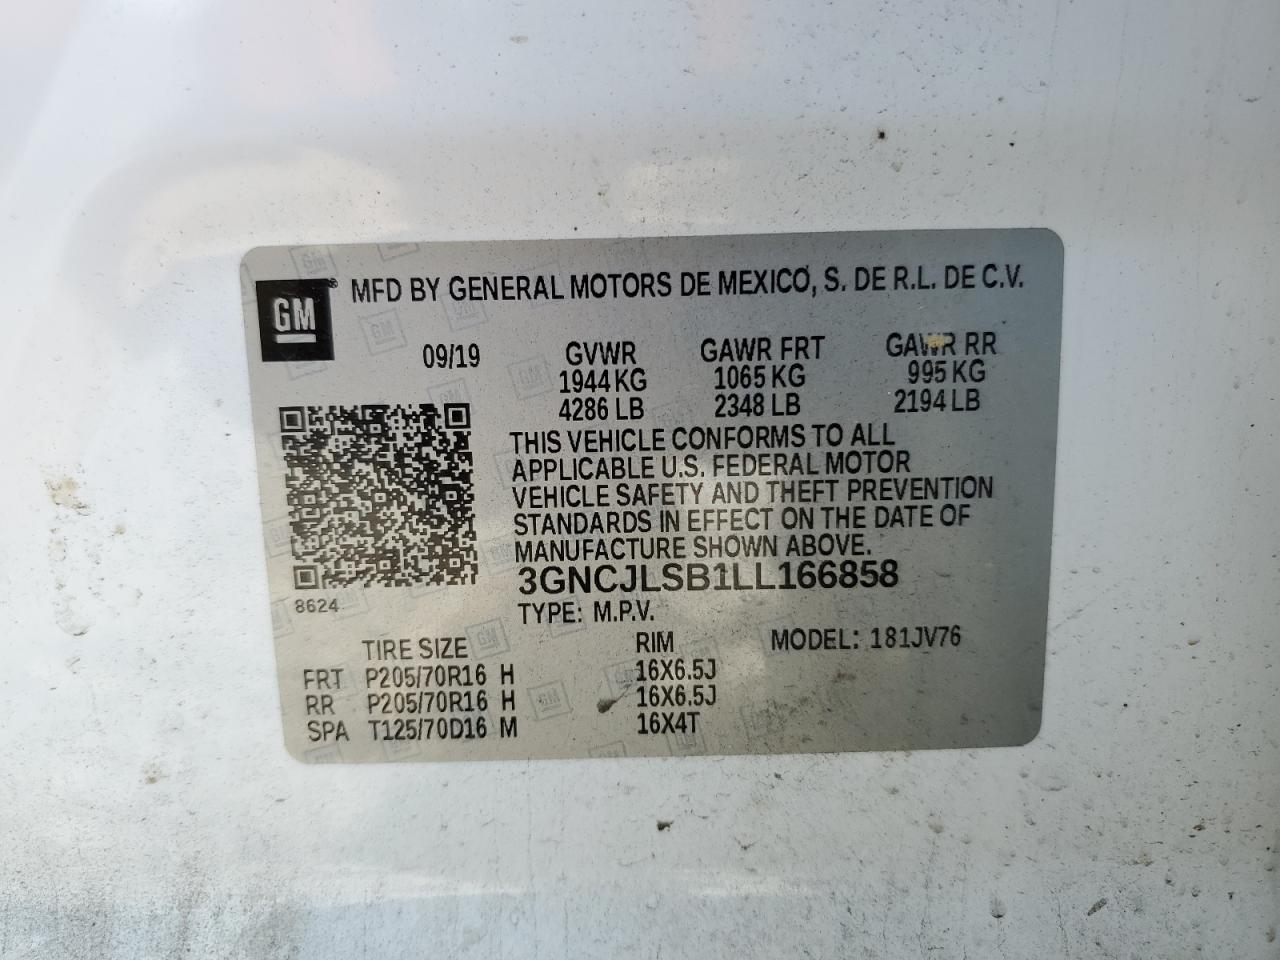 GM® MFD BY GENERAL MOTORS DE MEXICO, S. DE R.L. DE C.V.
09/19 GVWR GAWR FRT GAWR RR
1944 KG 1065 KG 995 KG
4286 LB 2348 LB 2194 LB
THIS VEHICLE CONFORMS TO ALL
APPLICABLE U.S. FEDERAL MOTOR
VEHICLE SAFETY AND THEFT PREVENTION
STANDARDS IN EFFECT ON THE DATE OF
MANUFACTURE SHOWN ABOVE.
3GNCJLSB1LL166858
8624
TYPE: M.P.V.
TIRE SIZE RIM MODEL: 181JV76
FRT P205/70R16 H 16X6.5J
RR P205/70R16 H 16X6.5J
SPA T125/70D16 M 16X4T